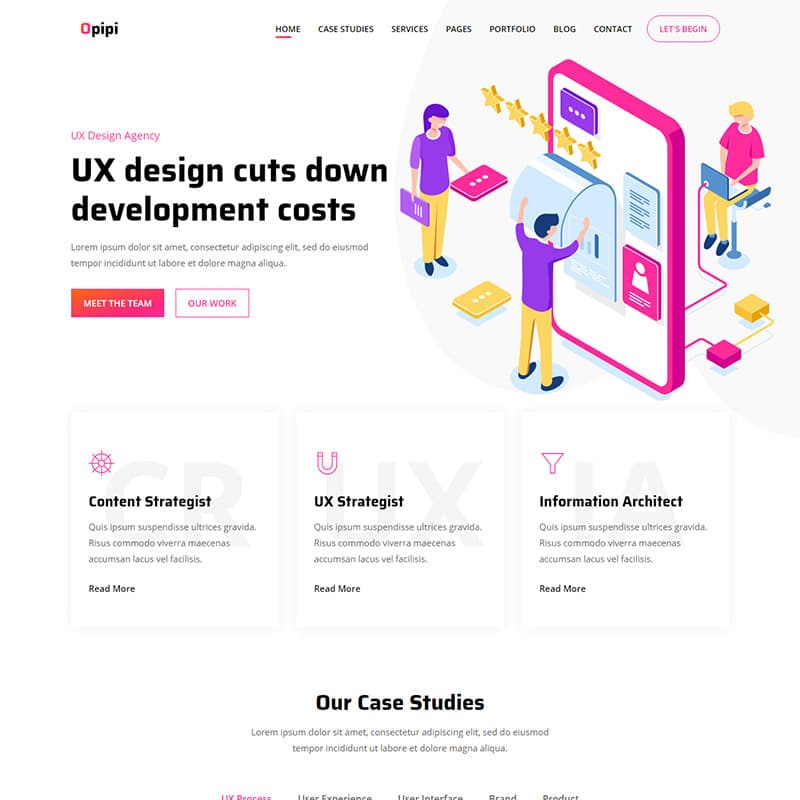 Opipi
HOME CASE STUDIES SERVICES PAGES PORTFOLIO BLOG CONTACT LET'S BEGIN
UX Design Agency
UX design cuts down
development costs
Lorem ipsum dolor sit amet, consectetur adipiscing elit, sed do eiusmod
tempor incididunt ut labore et dolore magna aliqua.
MEET THE TEAM OUR WORK
CR UX IA
Content Strategist UX Strategist Information Architect
Quis ipsum suspendisse ultrices gravida. Quis ipsum suspendisse ultrices gravida. Quis ipsum suspendisse ultrices gravida.
Risus commodo viverra maecenas Risus commodo viverra maecenas Risus commodo viverra maecenas
accumsan lacus vel facilisis. accumsan lacus vel facilisis. accumsan lacus vel facilisis.
Read More Read More Read More
Our Case Studies
Lorem ipsum dolor sit amet, consectetur adipiscing elit, sed do eiusmod
tempor incididunt ut labore et dolore magna aliqua.
UX Process User Experience User Interface Brand Product